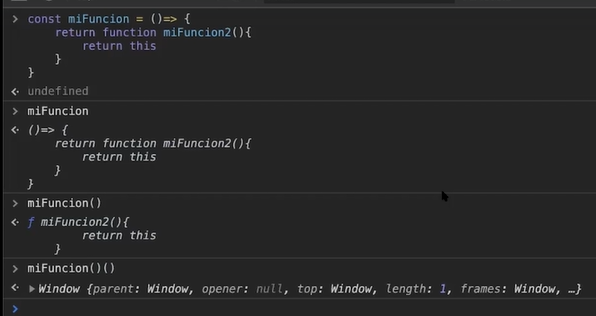 > const miFuncion = ()=> {
return function miFuncion2(){
return this
}
}
undefined
> miFuncion
()=> {
return function miFuncion2(){
return this
}
}
> miFuncion()
ƒ miFuncion2(){
return this
}
> miFuncion()()
▶Window {parent: Window, opener: null, top: Window, length: 1, frames: Window, …}
>